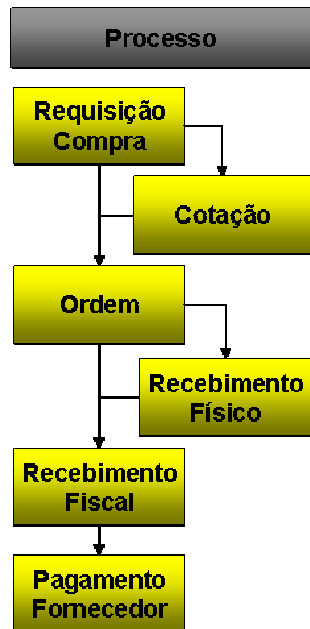 Processo
Requisição
Compra
Cotação
Ordem
Recebimento
Físico
Recebimento
Fiscal
Pagamento
Fornecedor